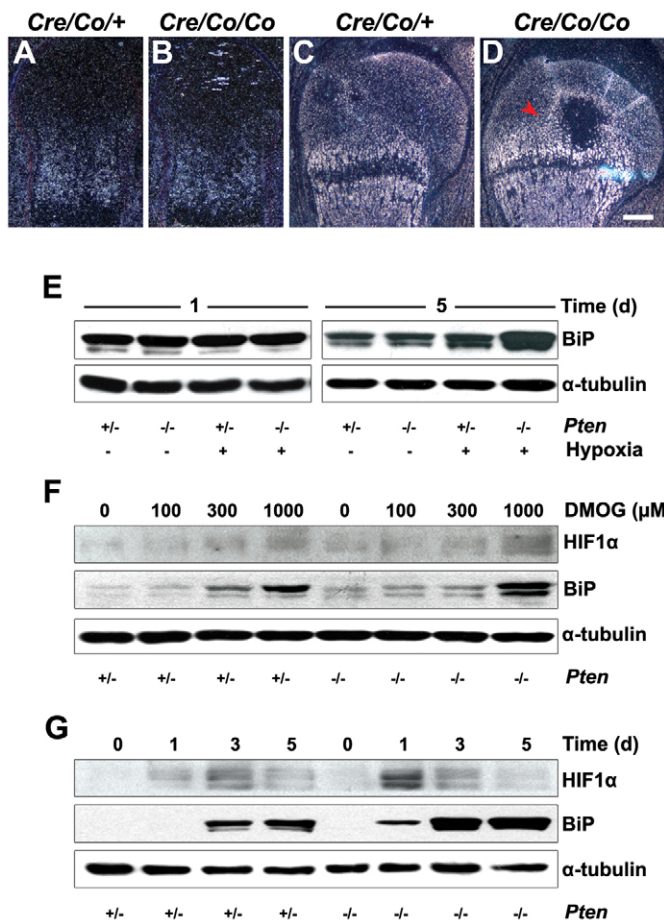 Cre/Co/+ Cre/Co/Co Cre/Co/+ Cre/Co/Co
A B C D
E
1 5 Time (d)
BiP
α-tubulin
+/- -/- +/- -/- +/- -/- +/- -/- Pten
- - + + - - + + Hypoxia
F
0 100 300 1000 0 100 300 1000 DMOG (μM)
HIF1α
BiP
α-tubulin
+/- +/- +/- +/- -/- -/- -/- -/- Pten
G
0 1 3 5 0 1 3 5 Time (d)
HIF1α
BiP
α-tubulin
+/- +/- +/- +/- -/- -/- -/- -/- Pten